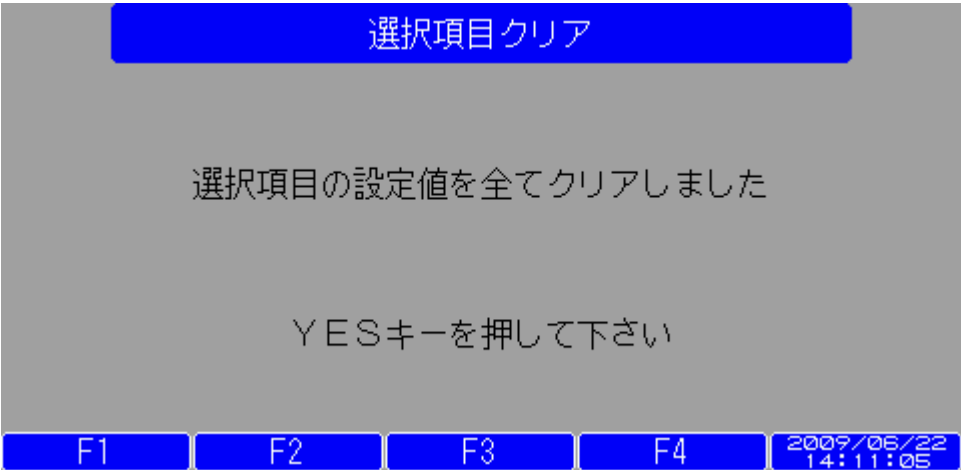 選択項目クリア
選択項目の設定値を全てクリアしました
ＹＥＳキーを押して下さい
F1 F2 F3 F4 2009/06/22
14:11:05